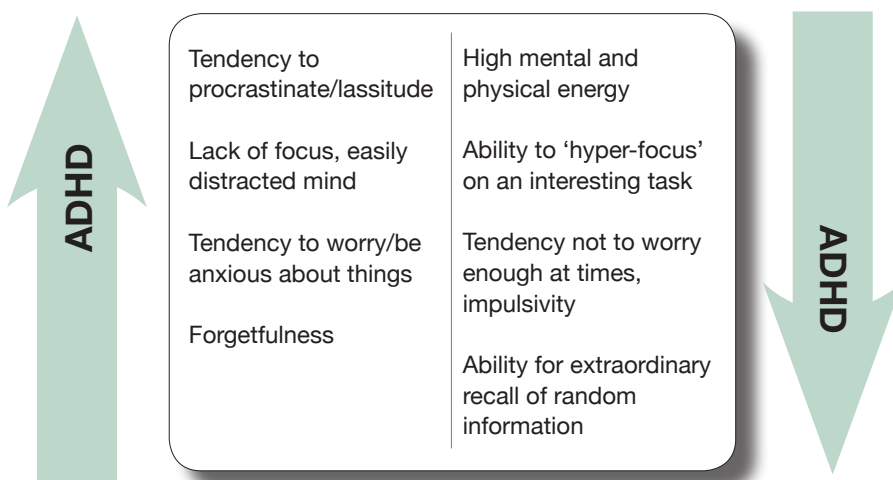 ADHD
Tendency to
procrastinate/lassitude
Lack of focus, easily
distracted mind
Tendency to worry/be
anxious about things
Forgetfulness
High mental and
physical energy
Ability to ‘hyper-focus’
on an interesting task
Tendency not to worry
enough at times,
impulsivity
Ability for extraordinary
recall of random
information
ADHD